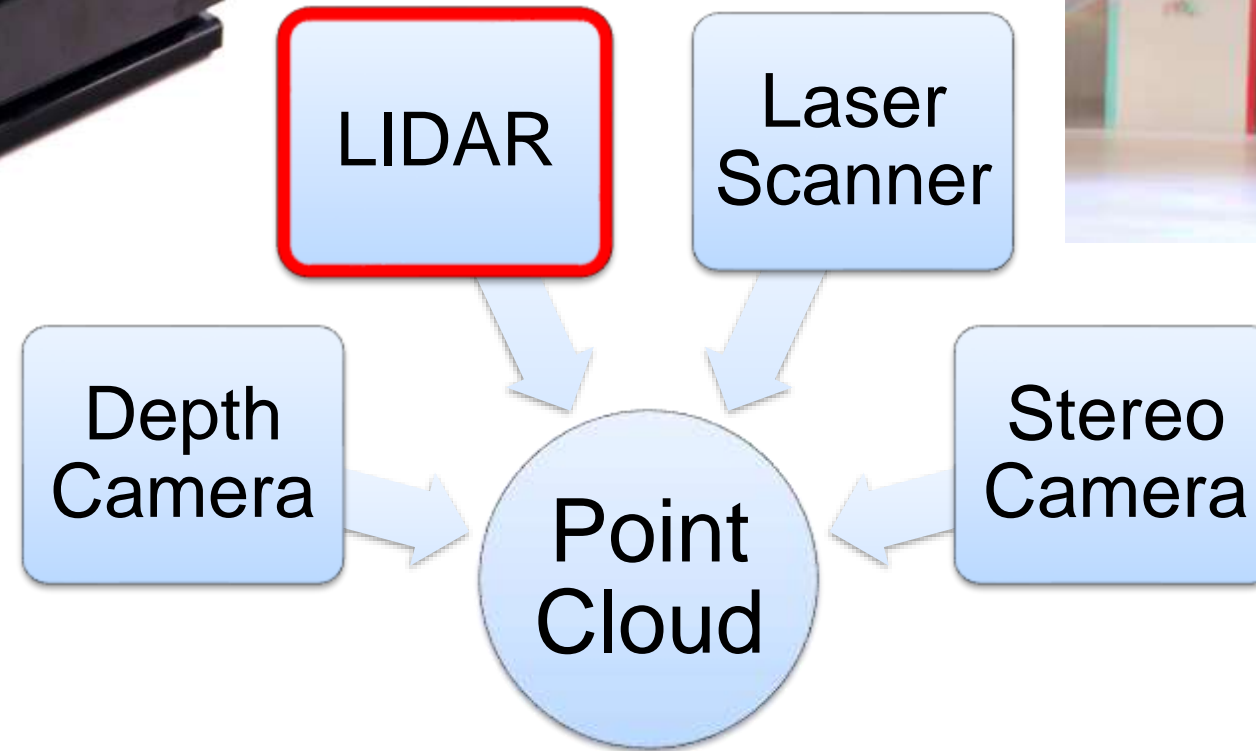 LIDAR
Laser
Scanner
Depth
Camera
Stereo
Camera
Point
Cloud